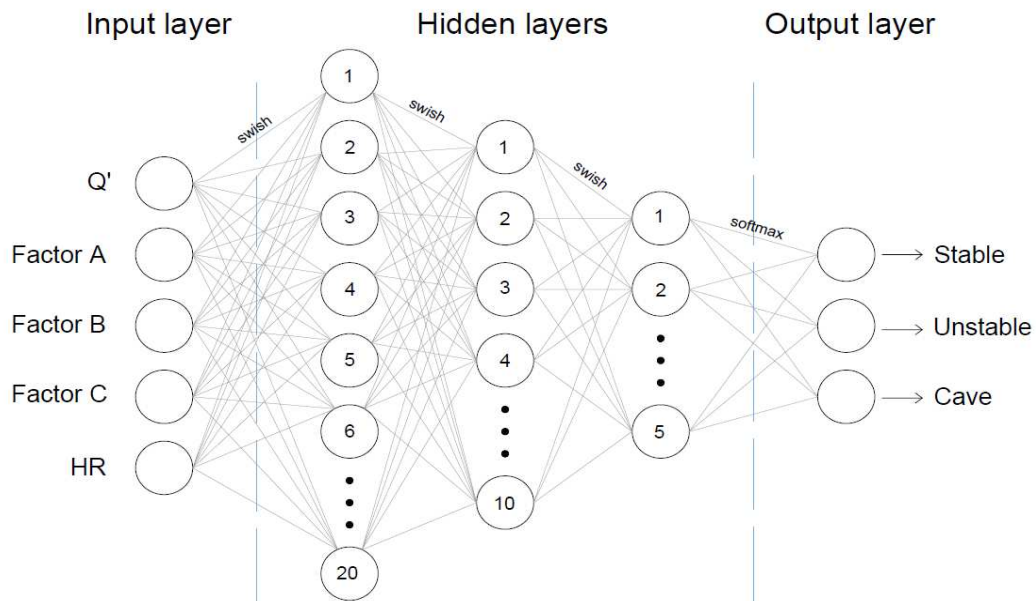 Input layer
Hidden layers
Output layer
swish
swish
swish
softmax
Q'
Factor A
Factor B
Factor C
HR
1
2
3
4
5
6
20
1
2
3
4
10
1
2
5
Stable
Unstable
Cave